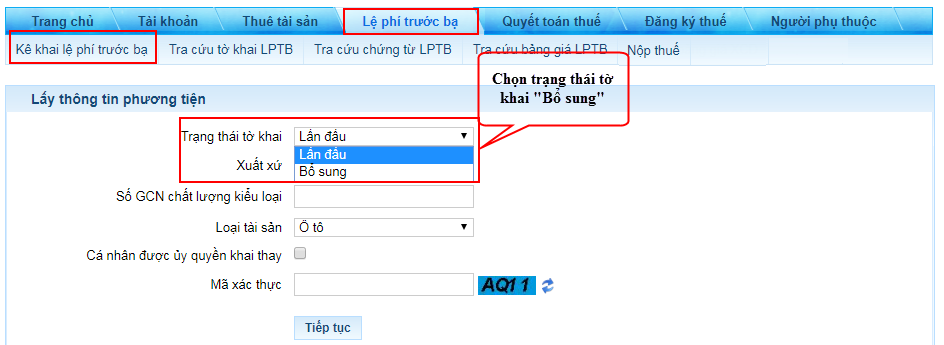 Trang chủ Tài khoản Thuê tài sản Lệ phí trước bạ Quyết toán thuế Đăng ký thuế Người phụ thuộc
Kê khai lệ phí trước bạ Tra cứu tờ khai LPTB Tra cứu chứng từ LPTB Tra cứu bảng giá LPTB Nộp thuế
Chọn trạng thái tờ
khai "Bổ sung"
Lấy thông tin phương tiện
Trạng thái tờ khai Lần đầu
Lần đầu
Xuất xứ Bổ sung
Số GCN chất lượng kiểu loại
Loại tài sản Ô tô
Cá nhân được ủy quyền khai thay
Mã xác thực AQ11
Tiếp tục